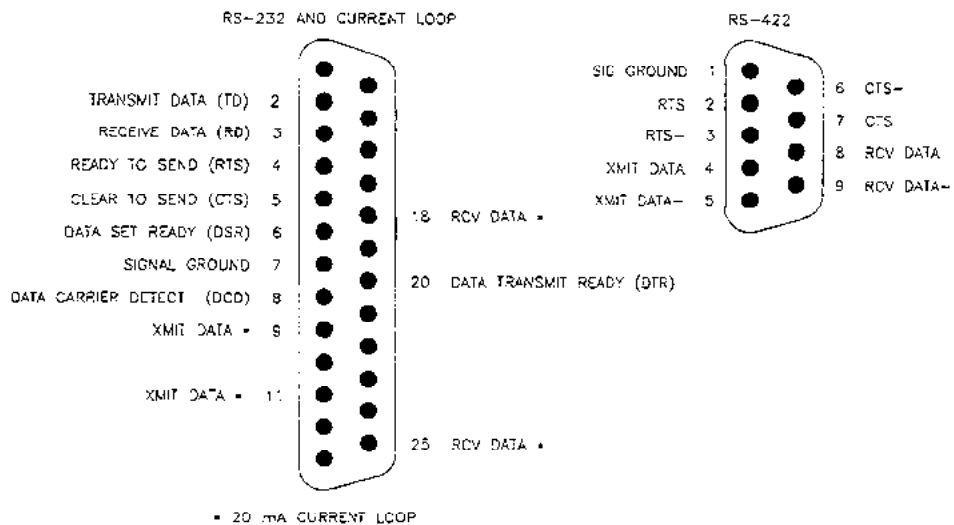 RS-232 AND CURRENT LOOP
TRANSMIT DATA (TD) 2
RECEIVE DATA (RD) 3
READY TO SEND (RTS) 4
CLEAR TO SEND (CTS) 5
DATA SET READY (DSR) 6
SIGNAL GROUND 7
DATA CARRIER DETECT (DCD) 8
XMIT DATA * 9
XMIT DATA * 11
18 RCV DATA *
20 DATA TRANSMIT READY (DTR)
25 RCV DATA *
* 20 mA CURRENT LOOP
RS-422
SIG GROUND 1
RTS 2
RTS- 3
XMIT DATA 4
XMIT DATA- 5
6 CTS-
7 CTS
8 RCV DATA
9 RCV DATA-